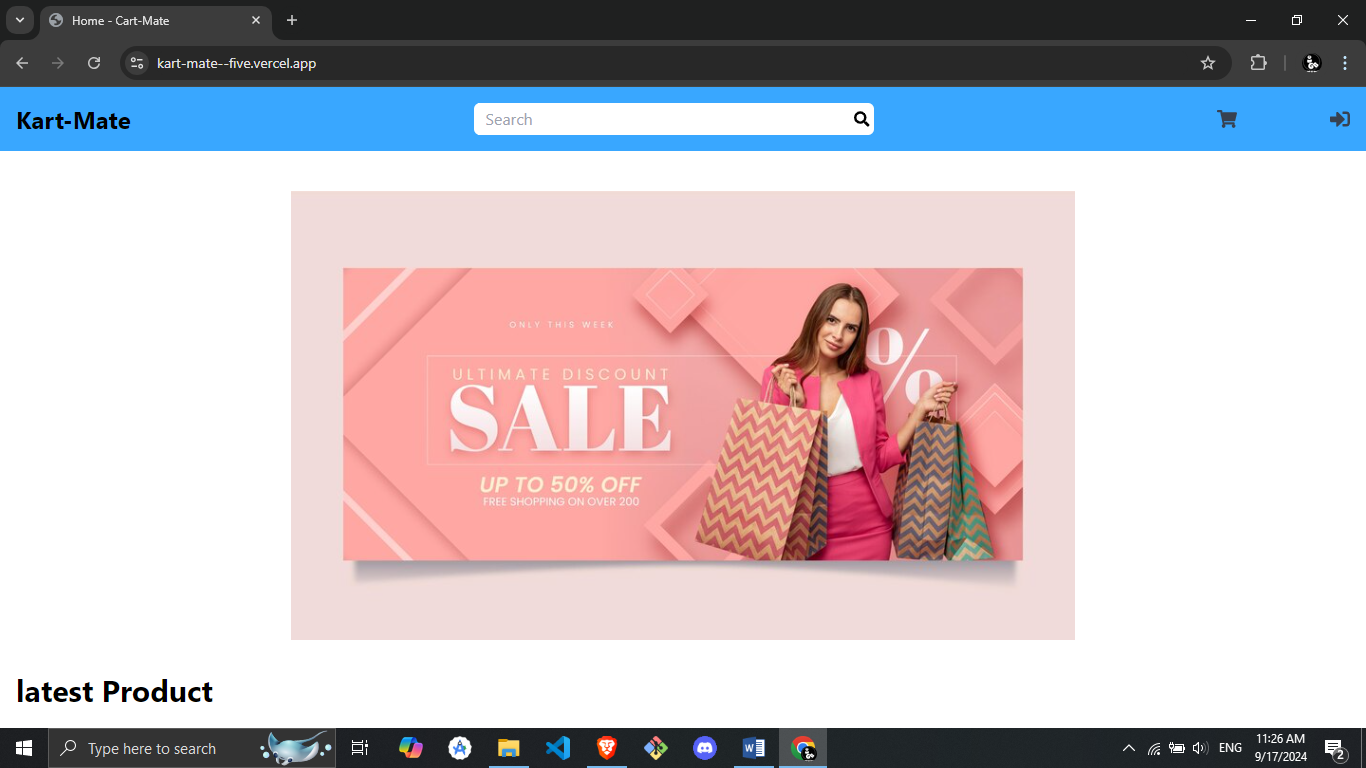 Home - Cart-Mate
kart-mate--five.vercel.app
Kart-Mate
Search
ONLY THIS WEEK
ULTIMATE DISCOUNT
SALE
%
UP TO 50% OFF
FREE SHOPPING ON OVER 200
latest Product
Type here to search
ENG
11:26 AM
9/17/2024
2